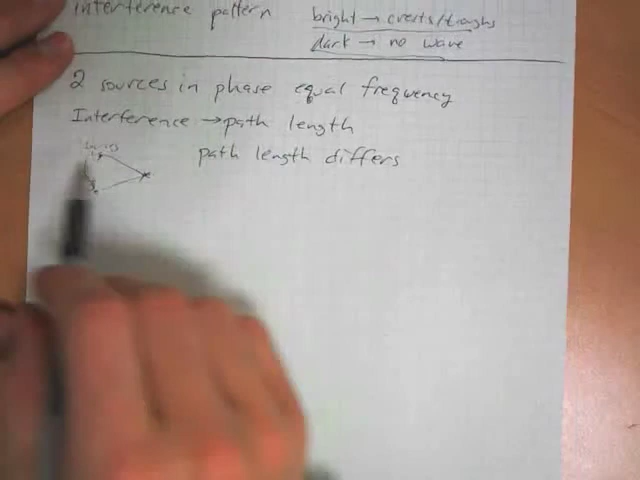 interference pattern
bright → crests/troughs
dark → no wave
2 sources in phase equal frequency
Interference → path length
path length differs